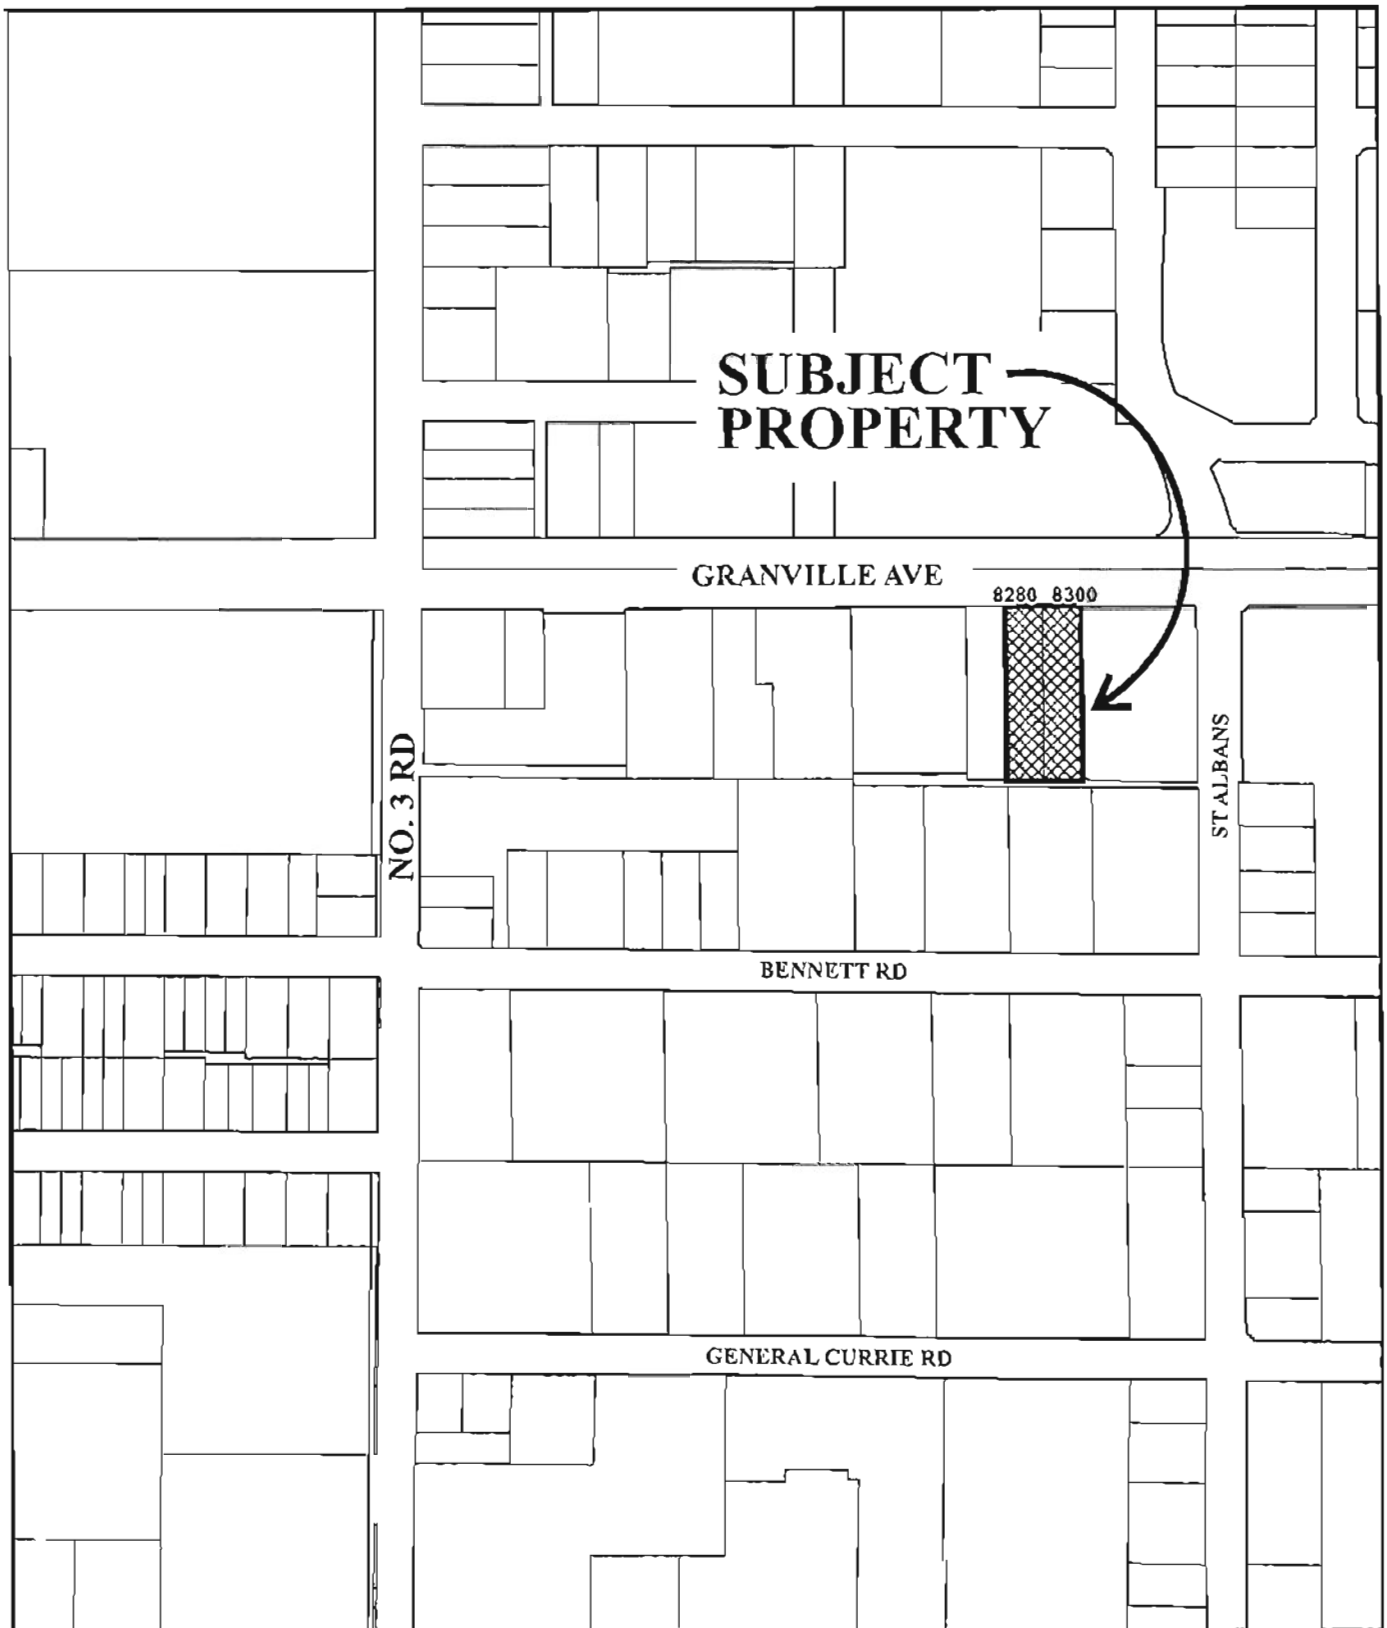 SUBJECT
PROPERTY
GRANVILLE AVE
8280 8300
NO. 3 RD
ST ALBANS
BENNETT RD
GENERAL CURRIE RD